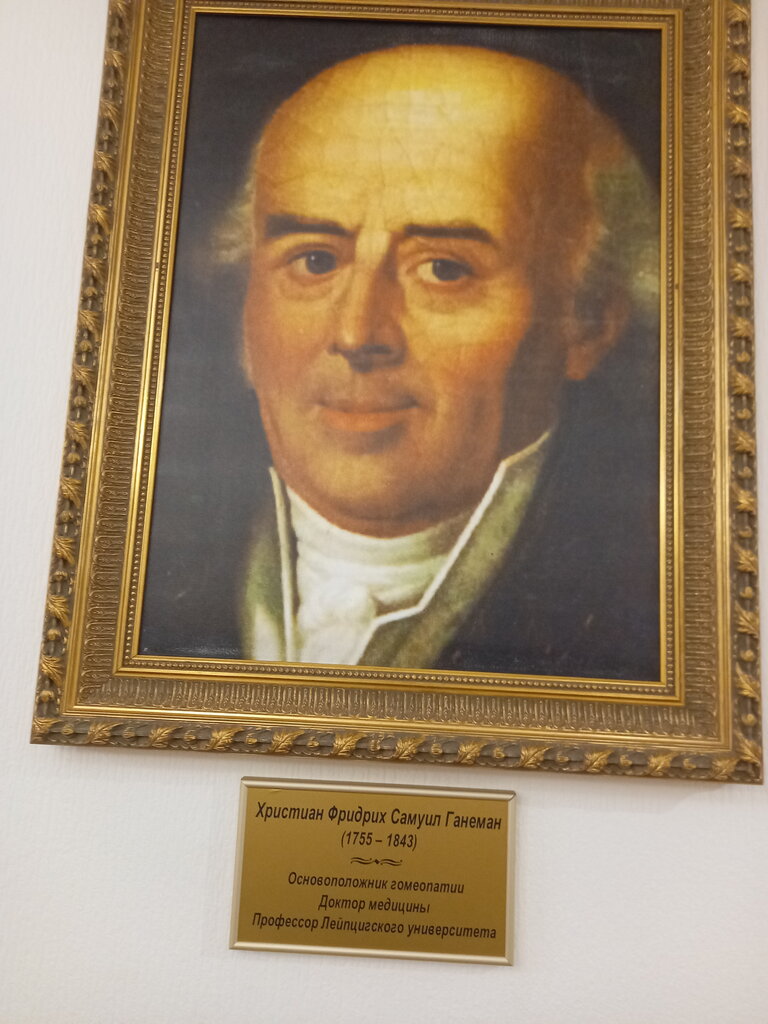 Христиан Фридрих Самуил Ганеман
(1755 – 1843)
Основоположник гомеопатии
Доктор медицины
Профессор Лейпцигского университета